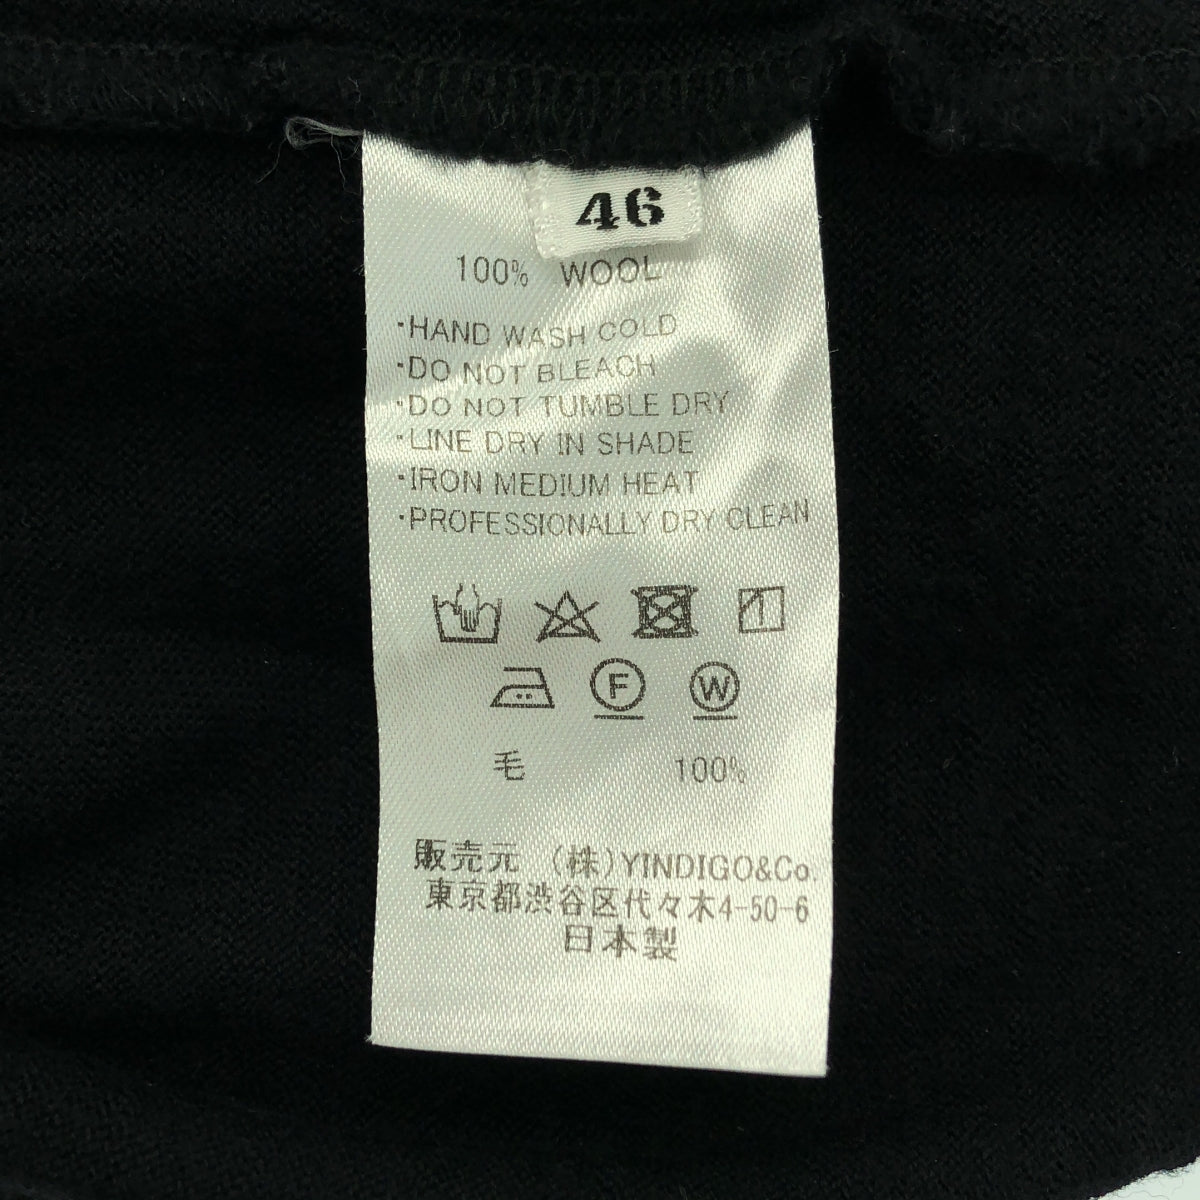 46
100% WOOL
・HAND WASH COLD
・DO NOT BLEACH
・DO NOT TUMBLE DRY
・LINE DRY IN SHADE
・IRON MEDIUM HEAT
・PROFESSIONALLY DRY CLEAN
1
F W
毛 100%
販売元 (株)YINDIGO&Co.
東京都渋谷区代々木4-50-6
日本製